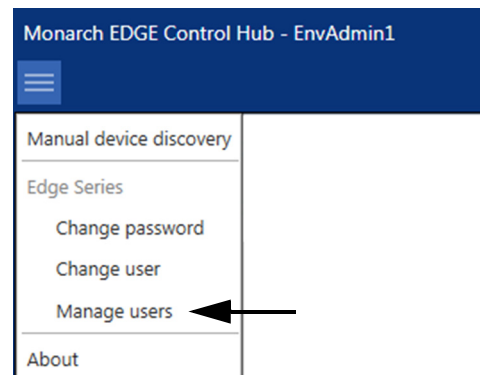 Monarch EDGE Control Hub - EnvAdmin1
Manual device discovery
Edge Series
Change password
Change user
Manage users
About